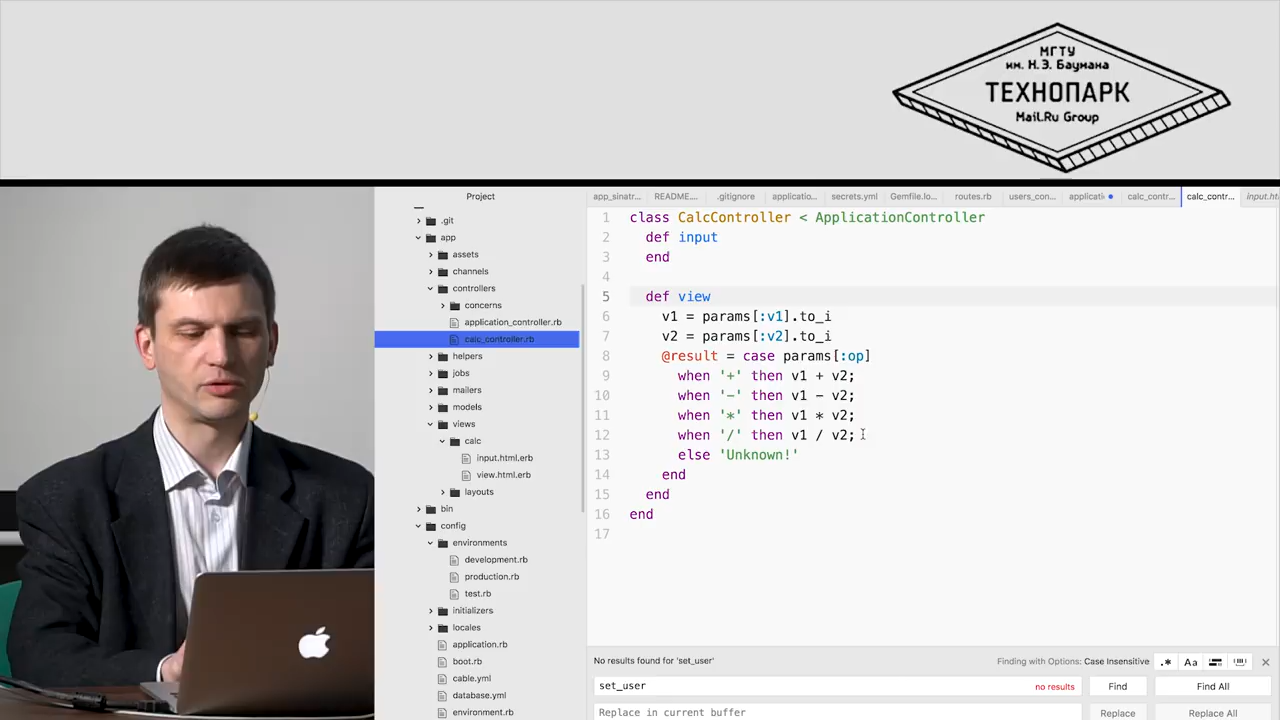 МГТУ
им. Н.Э. Баумана
ТЕХНОПАРК
Mail.Ru Group
Project
app_sinatr...
README...
.gitignore
applicatio...
secrets.yml
Gemfile.lo...
routes.rb
users_con...
applicati
calc_contr...
calc_contr...
input.ht
.git
app
assets
channels
controllers
concerns
application_controller.rb
calc_controller.rb
helpers
jobs
mailers
models
views
calc
input.html.erb
view.html.erb
layouts
bin
config
environments
development.rb
production.rb
test.rb
initializers
locales
application.rb
boot.rb
cable.yml
database.yml
environment.rb
1 class CalcController < ApplicationController
2 def input
3 end
4
5 def view
6 v1 = params[:v1].to_i
7 v2 = params[:v2].to_i
8 @result = case params[:op]
9 when '+' then v1 + v2;
10 when '-' then v1 - v2;
11 when '*' then v1 * v2;
12 when '/' then v1 / v2;
13 else 'Unknown!'
14 end
15 end
16 end
17
No results found for 'set_user'
Finding with Options: Case Insensitive
.* Aa
set_user
no results
Find
Find All
Replace in current buffer
Replace
Replace All